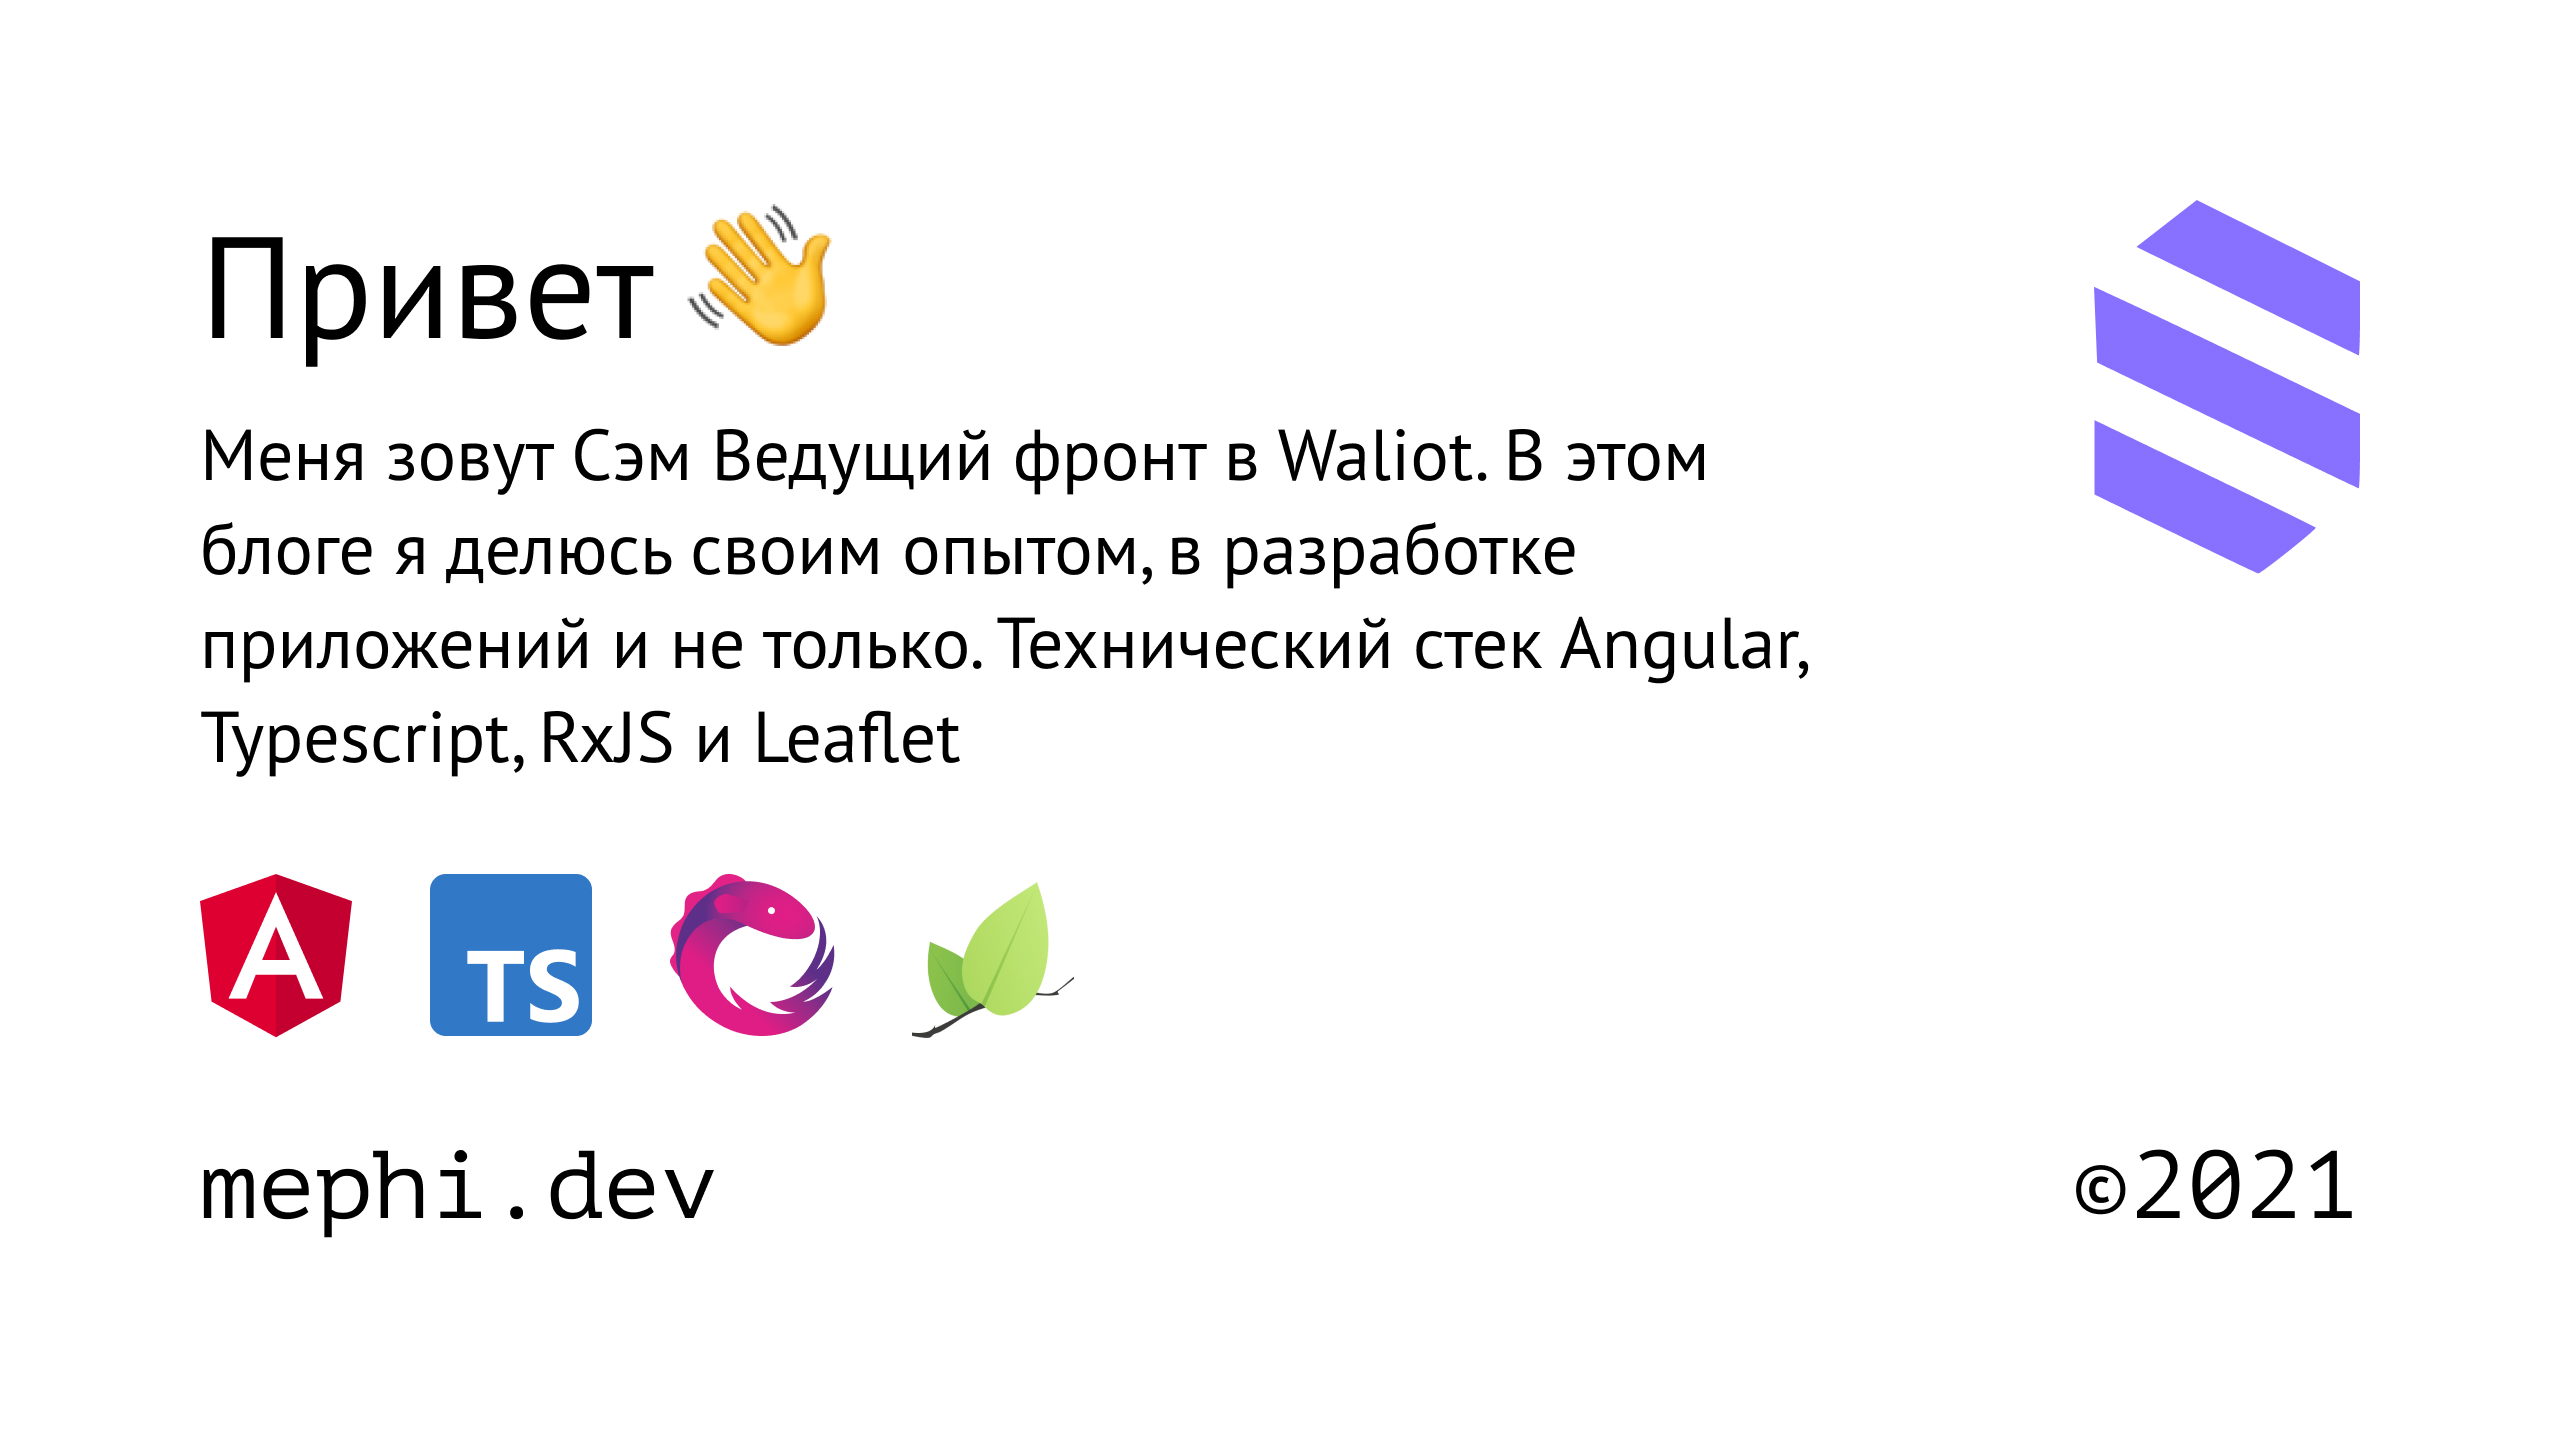 Привет 👋
Меня зовут Сэм Ведущий фронт в Waliot. В этом
блоге я делюсь своим опытом, в разработке
приложений и не только. Технический стек Angular,
Typescript, RxJS и Leaflet
A TS
mephi.dev ©2021